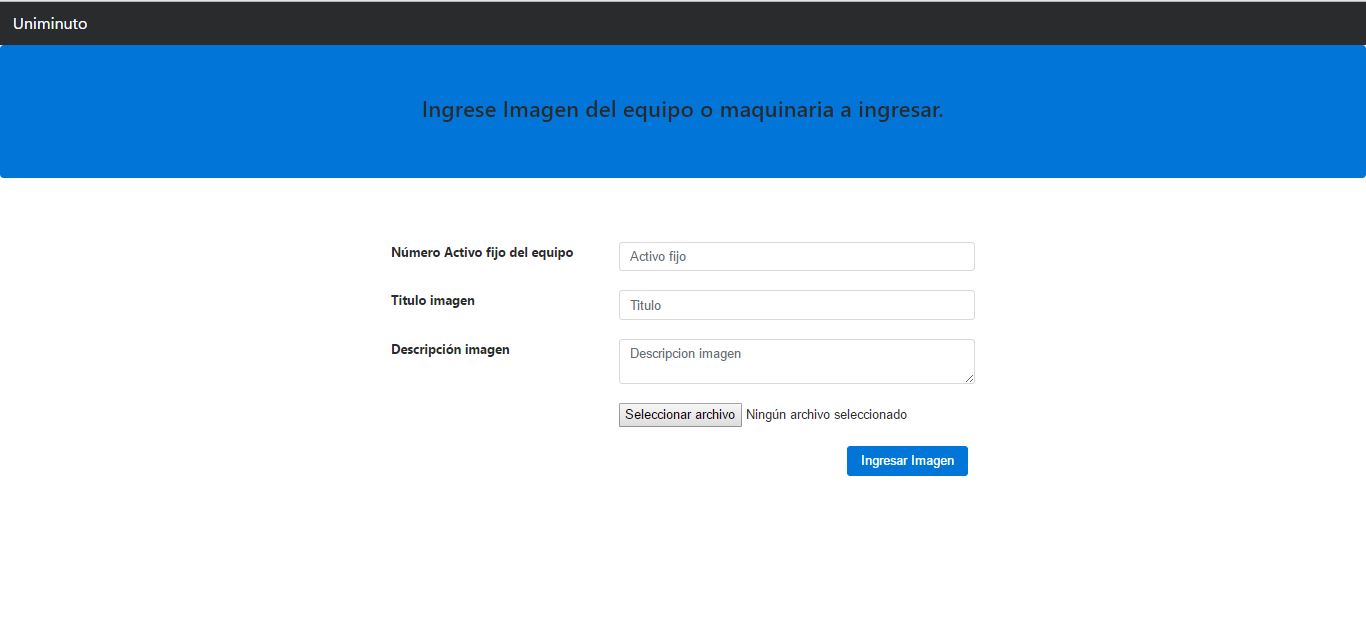 Uniminuto
Ingrese Imagen del equipo o maquinaria a ingresar.
Número Activo fijo del equipo
Activo fijo
Titulo imagen
Titulo
Descripción imagen
Descripcion imagen
Seleccionar archivo Ningún archivo seleccionado
Ingresar Imagen